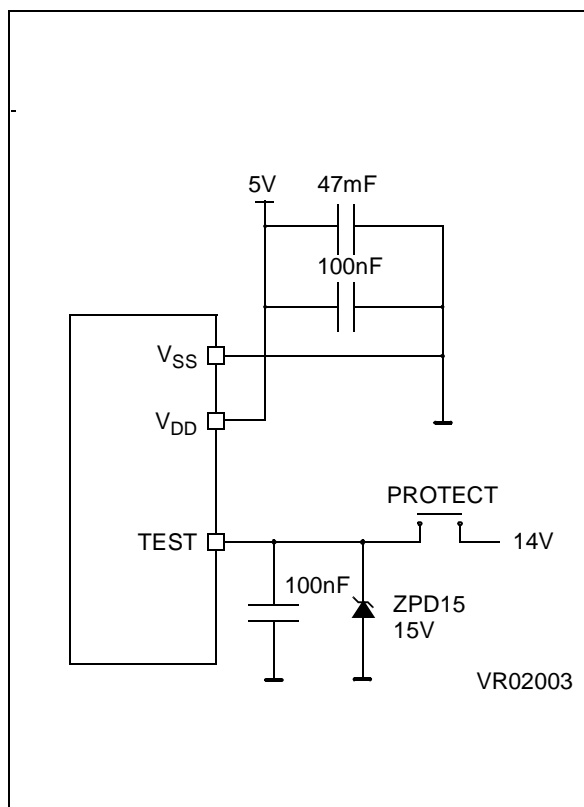 5V 47mF
100nF
VSS
VDD
PROTECT
TEST 14V
100nF ZPD15
15V
VR02003